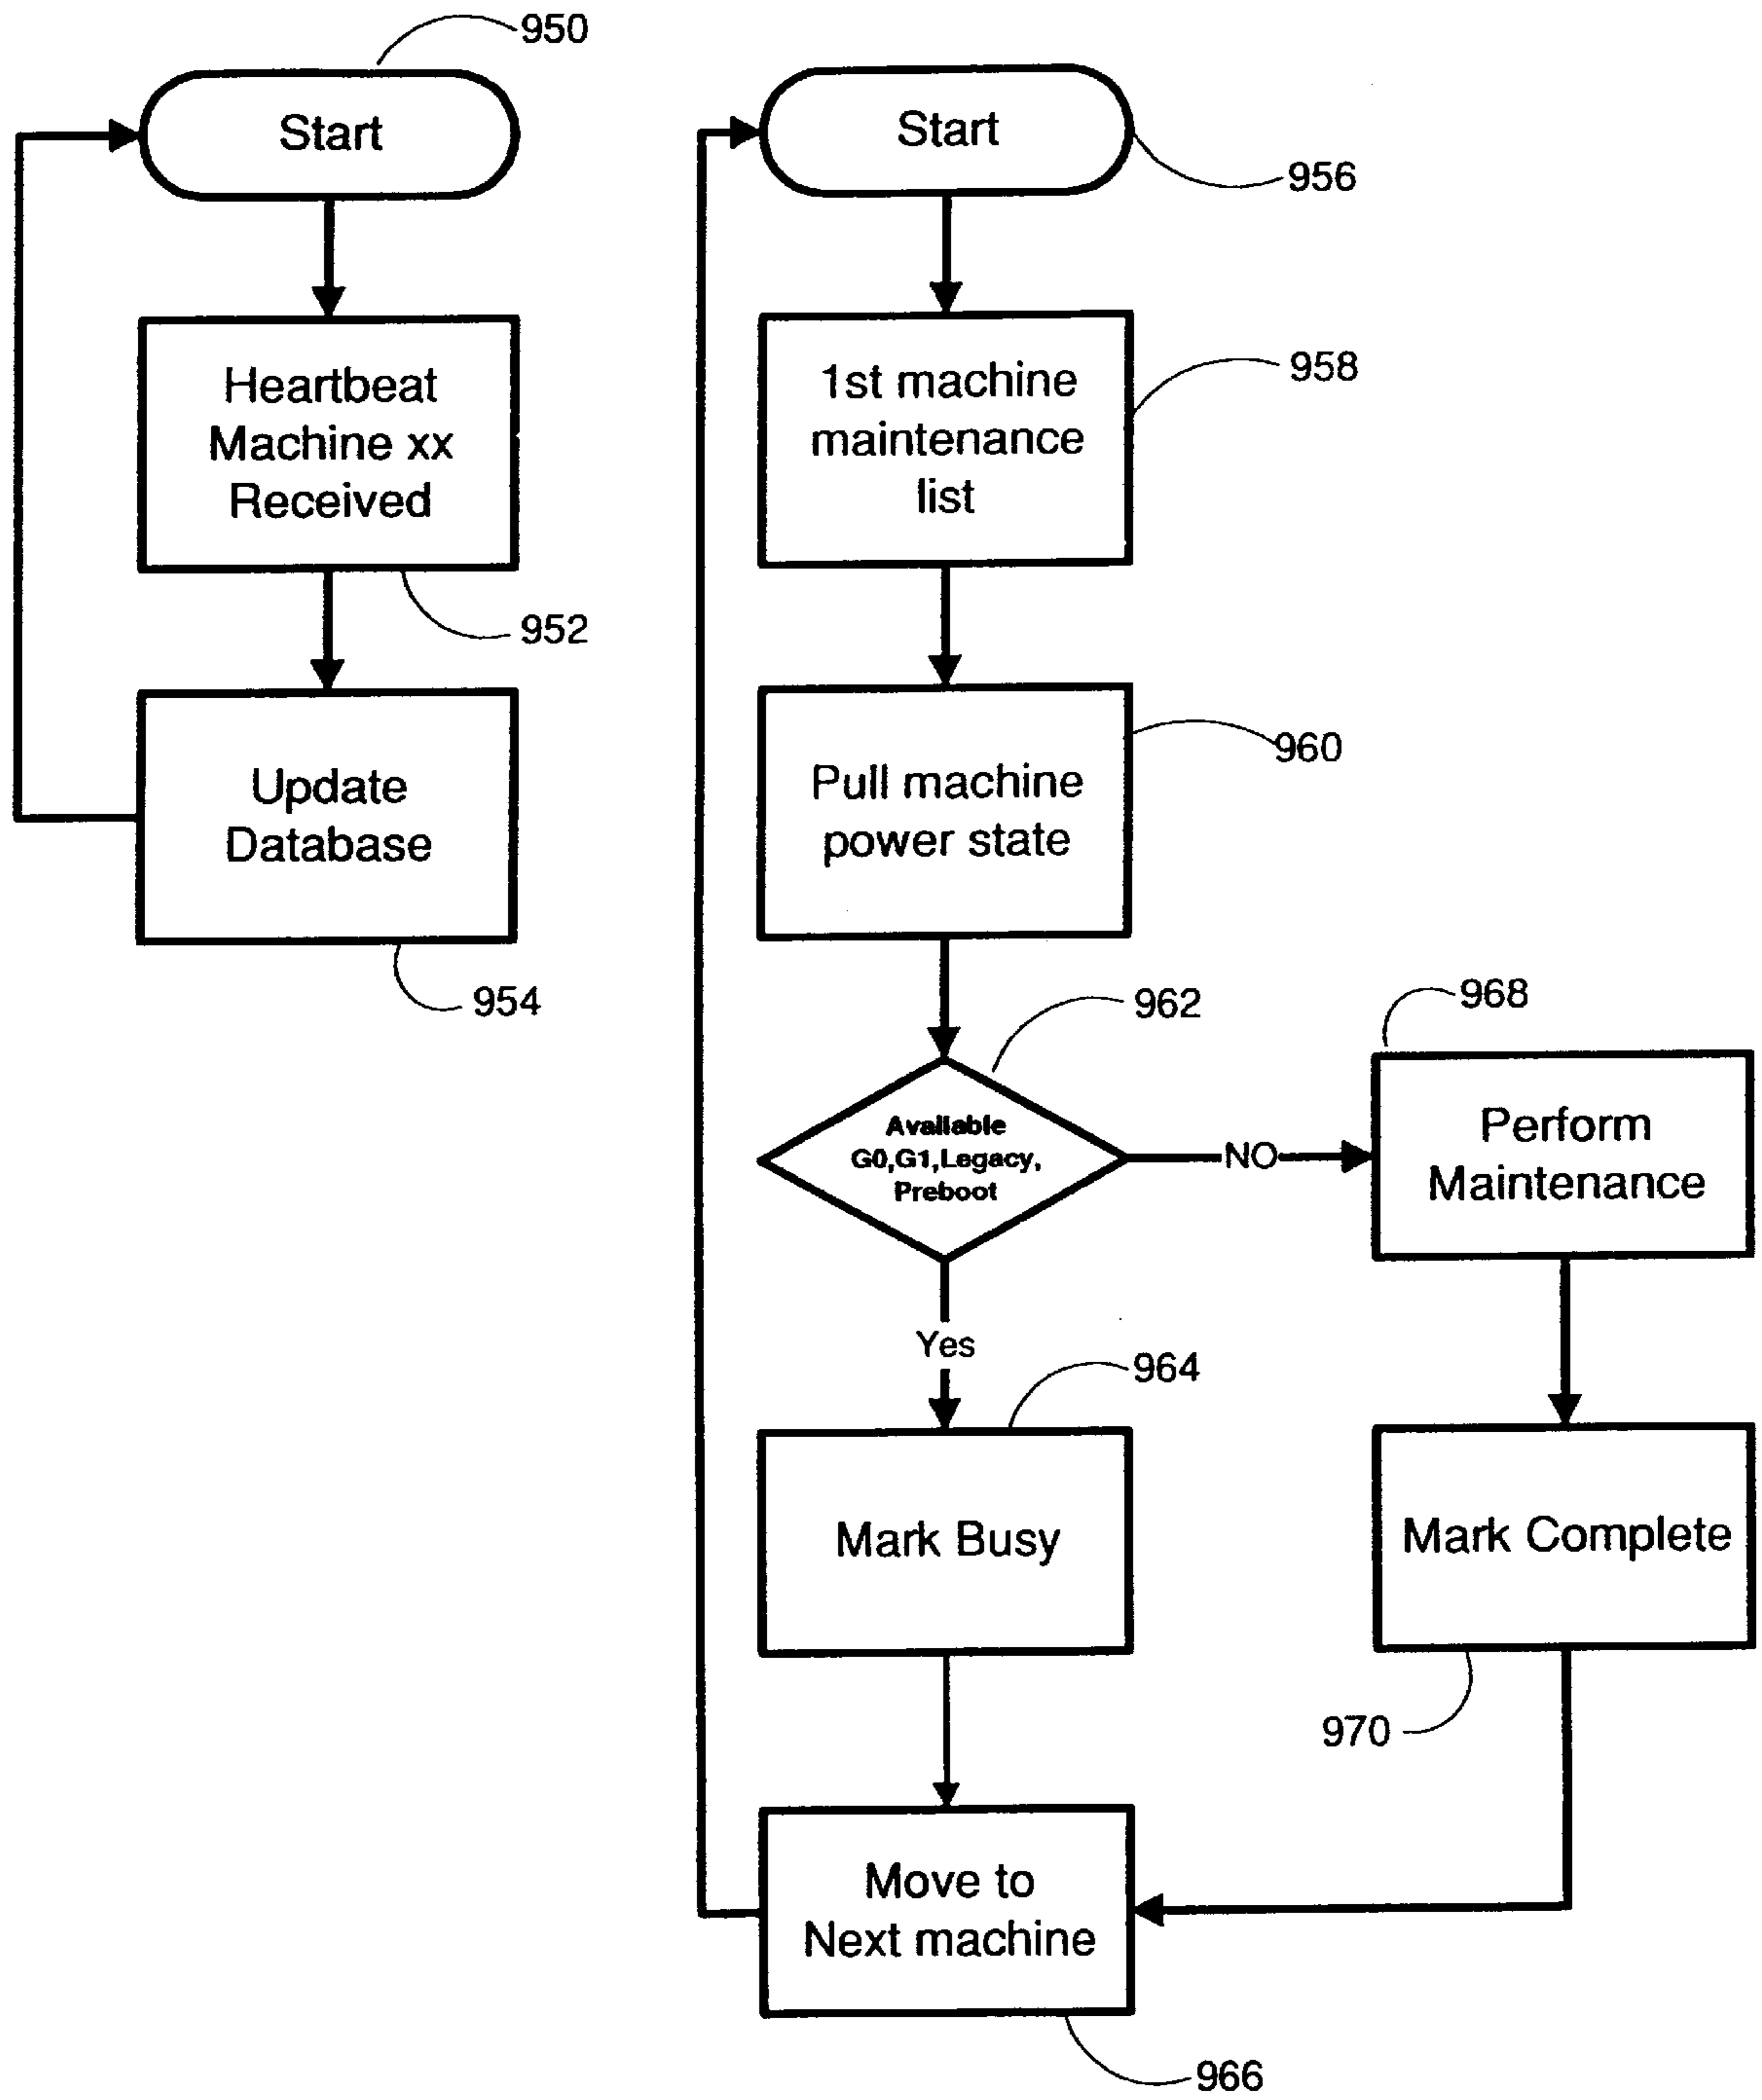 950
Start
Heartbeat
Machine xx
Received
952
Update
Database
954
Start
956
1st machine
maintenance
list
958
Pull machine
power state
960
962
Available
G0,G1,Legacy,
Preboot
NO
968
Perform
Maintenance
Yes
964
Mark Busy
Mark Complete
970
Move to
Next machine
966